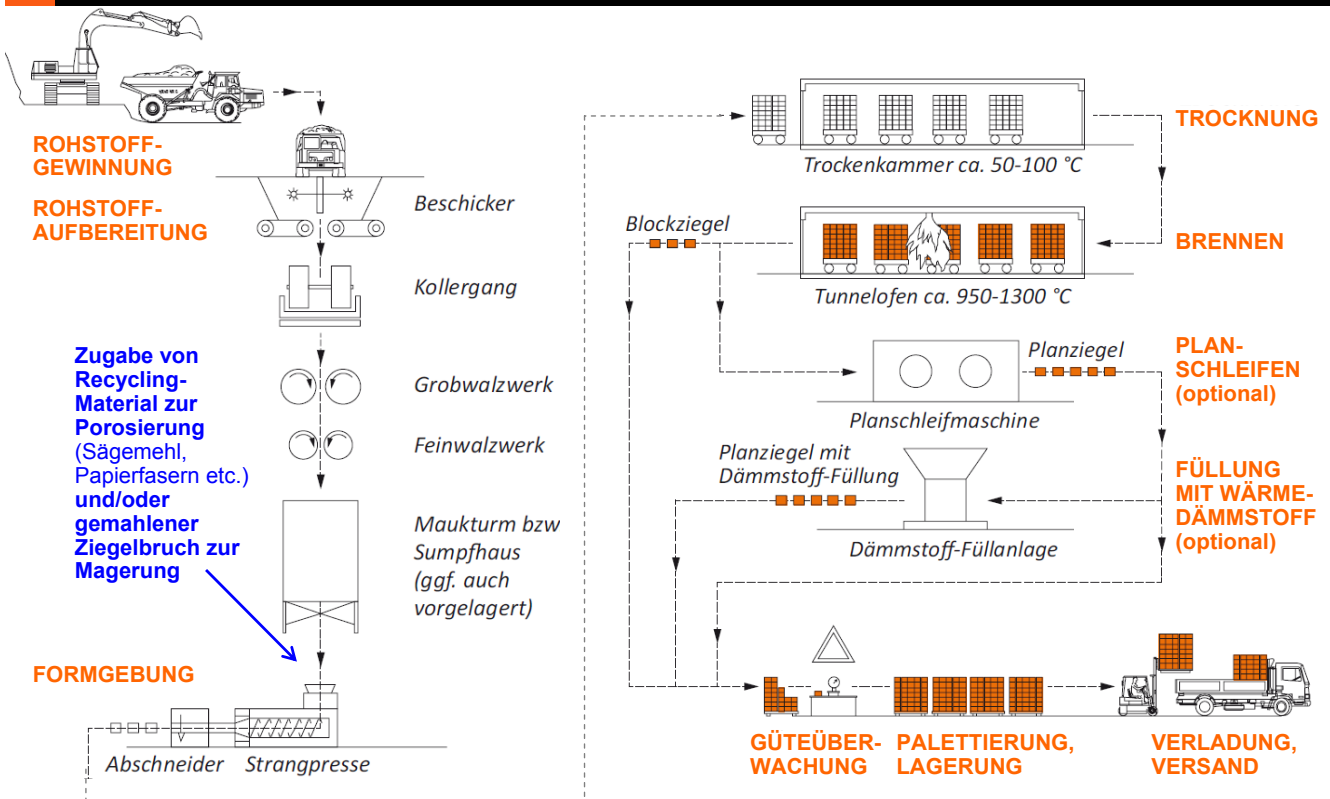 ROHSTOFF-
GEWINNUNG
ROHSTOFF-
AUFBEREITUNG
Beschicker
Kollergang
Grobwalzwerk
Feinwalzwerk
Zugabe von
Recycling-
Material zur
Porosierung
(Sägemehl,
Papierfasern etc.)
und/oder
gemahlener
Ziegelbruch zur
Magerung
Maukturm bzw
Sumpfhaus
(ggf. auch
vorgelagert)
FORMGEBUNG
Abschneider
Strangpresse
TROCKNUNG
Trockenkammer ca. 50-100 °C
Blockziegel
BRENNEN
Tunnelofen ca. 950-1300 °C
Planziegel
PLAN-
SCHLEIFEN
(optional)
Planschleifmaschine
Planziegel mit
Dämmstoff-Füllung
FÜLLUNG
MIT WÄRME-
DÄMMSTOFF
(optional)
Dämmstoff-Füllanlage
GÜTEÜBER-
WACHUNG
PALETTIERUNG,
LAGERUNG
VERLADUNG,
VERSAND